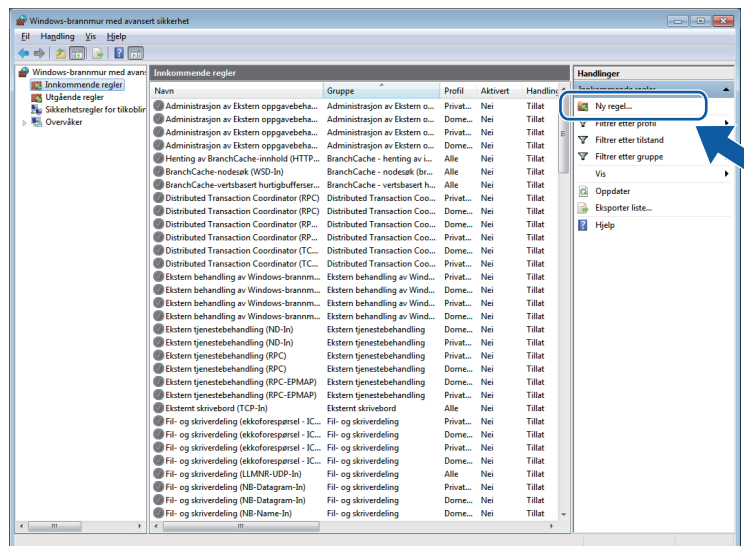 Windows-brannmur med avansert sikkerhet
Fil Handling Vis Hjelp
Windows-brannmur med avans
Innkommende regler
Utgående regler
Sikkerhetsregler for tilkoblin
Overvåker
Innkommende regler
Navn Gruppe Profil Aktivert Handling
Administrasjon av Ekstern oppgavebeha... Administrasjon av Ekstern o... Privat... Nei Tillat
Administrasjon av Ekstern oppgavebeha... Administrasjon av Ekstern o... Dome... Nei Tillat
Administrasjon av Ekstern oppgavebeha... Administrasjon av Ekstern o... Privat... Nei Tillat
Administrasjon av Ekstern oppgavebeha... Administrasjon av Ekstern o... Dome... Nei Tillat
Henting av BranchCache-innhold (HTTP... BranchCache - henting av i... Alle Nei Tillat
BranchCache-nodesøk (WSD-In) BranchCache - nodesøk (br... Alle Nei Tillat
BranchCache-vertsbasert hurtigbufferser... BranchCache - vertsbasert h... Alle Nei Tillat
Distributed Transaction Coordinator (RPC) Distributed Transaction Coo... Privat... Nei Tillat
Distributed Transaction Coordinator (RPC) Distributed Transaction Coo... Dome... Nei Tillat
Distributed Transaction Coordinator (RP... Distributed Transaction Coo... Dome... Nei Tillat
Distributed Transaction Coordinator (RP... Distributed Transaction Coo... Privat... Nei Tillat
Distributed Transaction Coordinator (TC... Distributed Transaction Coo... Dome... Nei Tillat
Distributed Transaction Coordinator (TC... Distributed Transaction Coo... Privat... Nei Tillat
Ekstern behandling av Windows-brannm... Ekstern behandling av Wind... Privat... Nei Tillat
Ekstern behandling av Windows-brannm... Ekstern behandling av Wind... Dome... Nei Tillat
Ekstern behandling av Windows-brannm... Ekstern behandling av Wind... Privat... Nei Tillat
Ekstern behandling av Windows-brannm... Ekstern behandling av Wind... Dome... Nei Tillat
Ekstern tjenestebehandling (ND-In) Ekstern tjenestebehandling Dome... Nei Tillat
Ekstern tjenestebehandling (ND-In) Ekstern tjenestebehandling Privat... Nei Tillat
Ekstern tjenestebehandling (RPC) Ekstern tjenestebehandling Privat... Nei Tillat
Ekstern tjenestebehandling (RPC) Ekstern tjenestebehandling Dome... Nei Tillat
Ekstern tjenestebehandling (RPC-EPMAP) Ekstern tjenestebehandling Dome... Nei Tillat
Ekstern tjenestebehandling (RPC-EPMAP) Ekstern tjenestebehandling Privat... Nei Tillat
Eksternt skrivebord (TCP-In) Eksternt skrivebord Alle Nei Tillat
Fil- og skriverdeling (ekkoforespørsel - IC... Fil- og skriverdeling Privat... Nei Tillat
Fil- og skriverdeling (ekkoforespørsel - IC... Fil- og skriverdeling Dome... Nei Tillat
Fil- og skriverdeling (ekkoforespørsel - IC... Fil- og skriverdeling Privat... Nei Tillat
Fil- og skriverdeling (ekkoforespørsel - IC... Fil- og skriverdeling Dome... Nei Tillat
Fil- og skriverdeling (LLMNR-UDP-In) Fil- og skriverdeling Alle Nei Tillat
Fil- og skriverdeling (NB-Datagram-In) Fil- og skriverdeling Privat... Nei Tillat
Fil- og skriverdeling (NB-Datagram-In) Fil- og skriverdeling Dome... Nei Tillat
Fil- og skriverdeling (NB-Name-In) Fil- og skriverdeling Dome... Nei Tillat
Handlinger
Innkommende regler
Ny regel...
Filtrer etter profil
Filtrer etter tilstand
Filtrer etter gruppe
Vis
Oppdater
Eksporter liste...
Hjelp